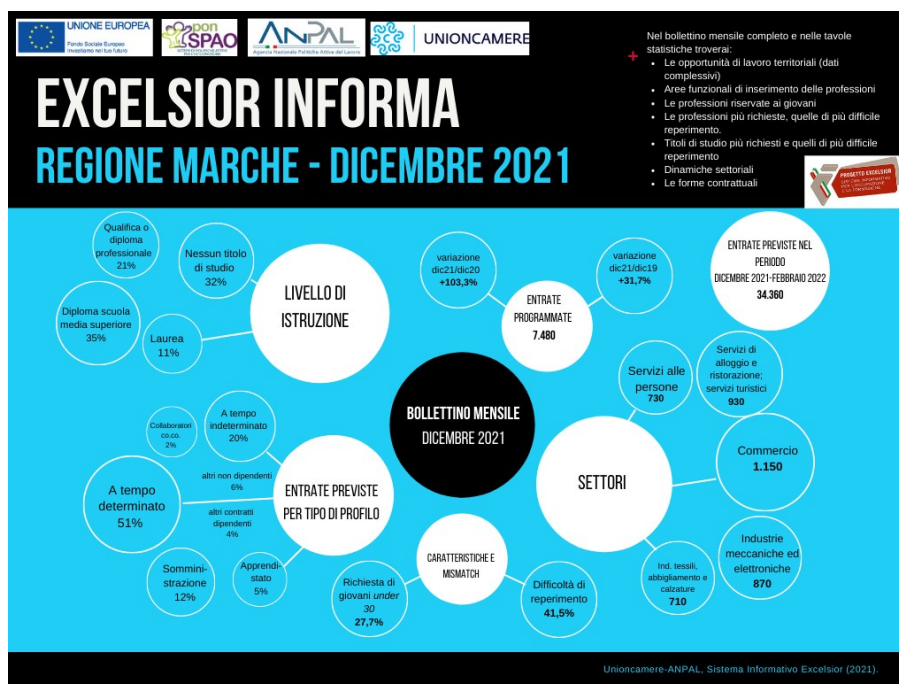 UNIONE EUROPEA
Fondo Sociale Europeo
Investiamo nel tuo futuro
pon
SPAO
ANPAL
Agenzia Nazionale Politiche Attive del Lavoro
UNIONCAMERE
EXCELSIOR INFORMA
REGIONE MARCHE - DICEMBRE 2021
+
Nel bollettino mensile completo e nelle tavole
statistiche troverai:
• Le opportunità di lavoro territoriali (dati
complessivi)
• Aree funzionali di inserimento delle professioni
• Le professioni riservate ai giovani
• Le professioni più richieste, quelle di più difficile
reperimento.
• Titoli di studio più richiesti e quelli di più difficile
reperimento
• Dinamiche settoriali
• Le forme contrattuali
PROGETTO EXCELSIOR
Qualifica o
diploma
professionale
21%
Nessun titolo
di studio
32%
Diploma scuola
media superiore
35%
Laurea
11%
LIVELLO DI
ISTRUZIONE
variazione
dic21/dic20
+103,3%
variazione
dic21/dic19
+31,7%
ENTRATE
PROGRAMMATE
7.480
ENTRATE PREVISTE NEL
PERIODO
DICEMBRE 2021-FEBBRAIO 2022
34.360
BOLLETTINO MENSILE
DICEMBRE 2021
Servizi alle
persone
730
Servizi di
alloggio e
ristorazione;
servizi turistici
930
Commercio
1.150
SETTORI
Industrie
meccaniche ed
elettroniche
870
Ind. tessili,
abbigliamento e
calzature
710
Collaboratori
co.co.
2%
A tempo
indeterminato
20%
altri non dipendenti
6%
A tempo
determinato
51%
altri contratti
dipendenti
4%
ENTRATE PREVISTE
PER TIPO DI PROFILO
Sommini-
strazione
12%
Apprendi-
stato
5%
CARATTERISTICHE E
MISMATCH
Richiesta di
giovani under
30
27,7%
Difficoltà di
reperimento
41,5%
Unioncamere-ANPAL, Sistema Informativo Excelsior (2021).